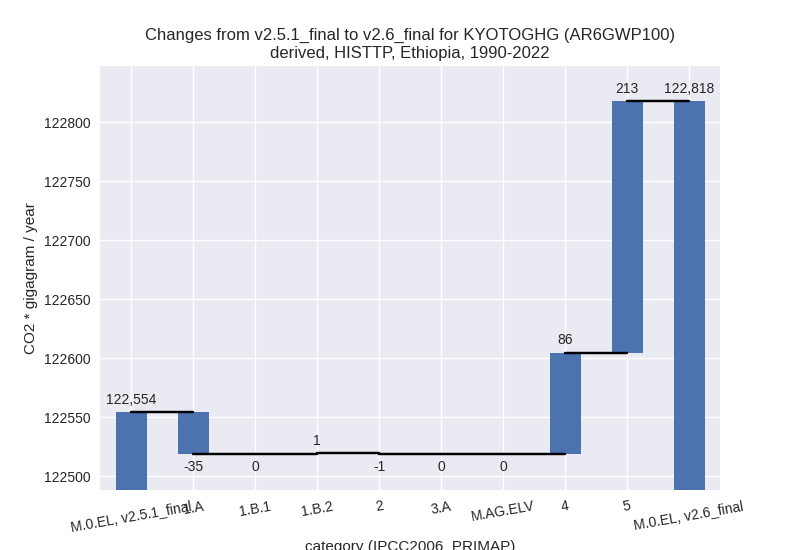 Changes from v2.5.1_final to v2.6_final for KYOTOGHG (AR6GWP100)
derived, HISTTP, Ethiopia, 1990-2022
CO2 * gigagram / year
122800
122750
122700
122650
122600
122550
122500
122,554
-35
0
1
-1
0
0
86
213
122,818
M.0.EL, v2.5.1_final
1.A
1.B.1
1.B.2
2
3.A
M.AG.ELV
4
5
M.0.EL, v2.6_final
category (IPCC2006_PRIMAP)